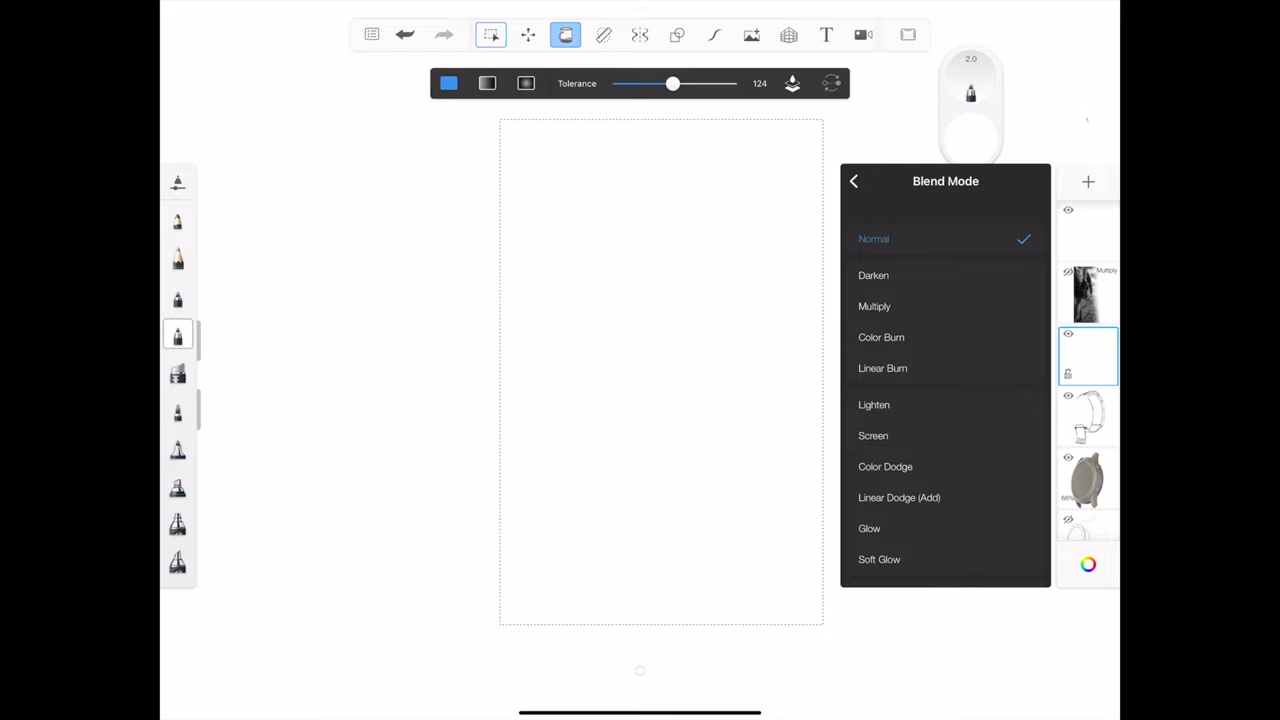 T
2.0
Tolerance 124
Blend Mode
Normal
Darken
Multiply
Color Burn
Linear Burn
Lighten
Screen
Color Dodge
Linear Dodge (Add)
Glow
Soft Glow
Multiply
66%